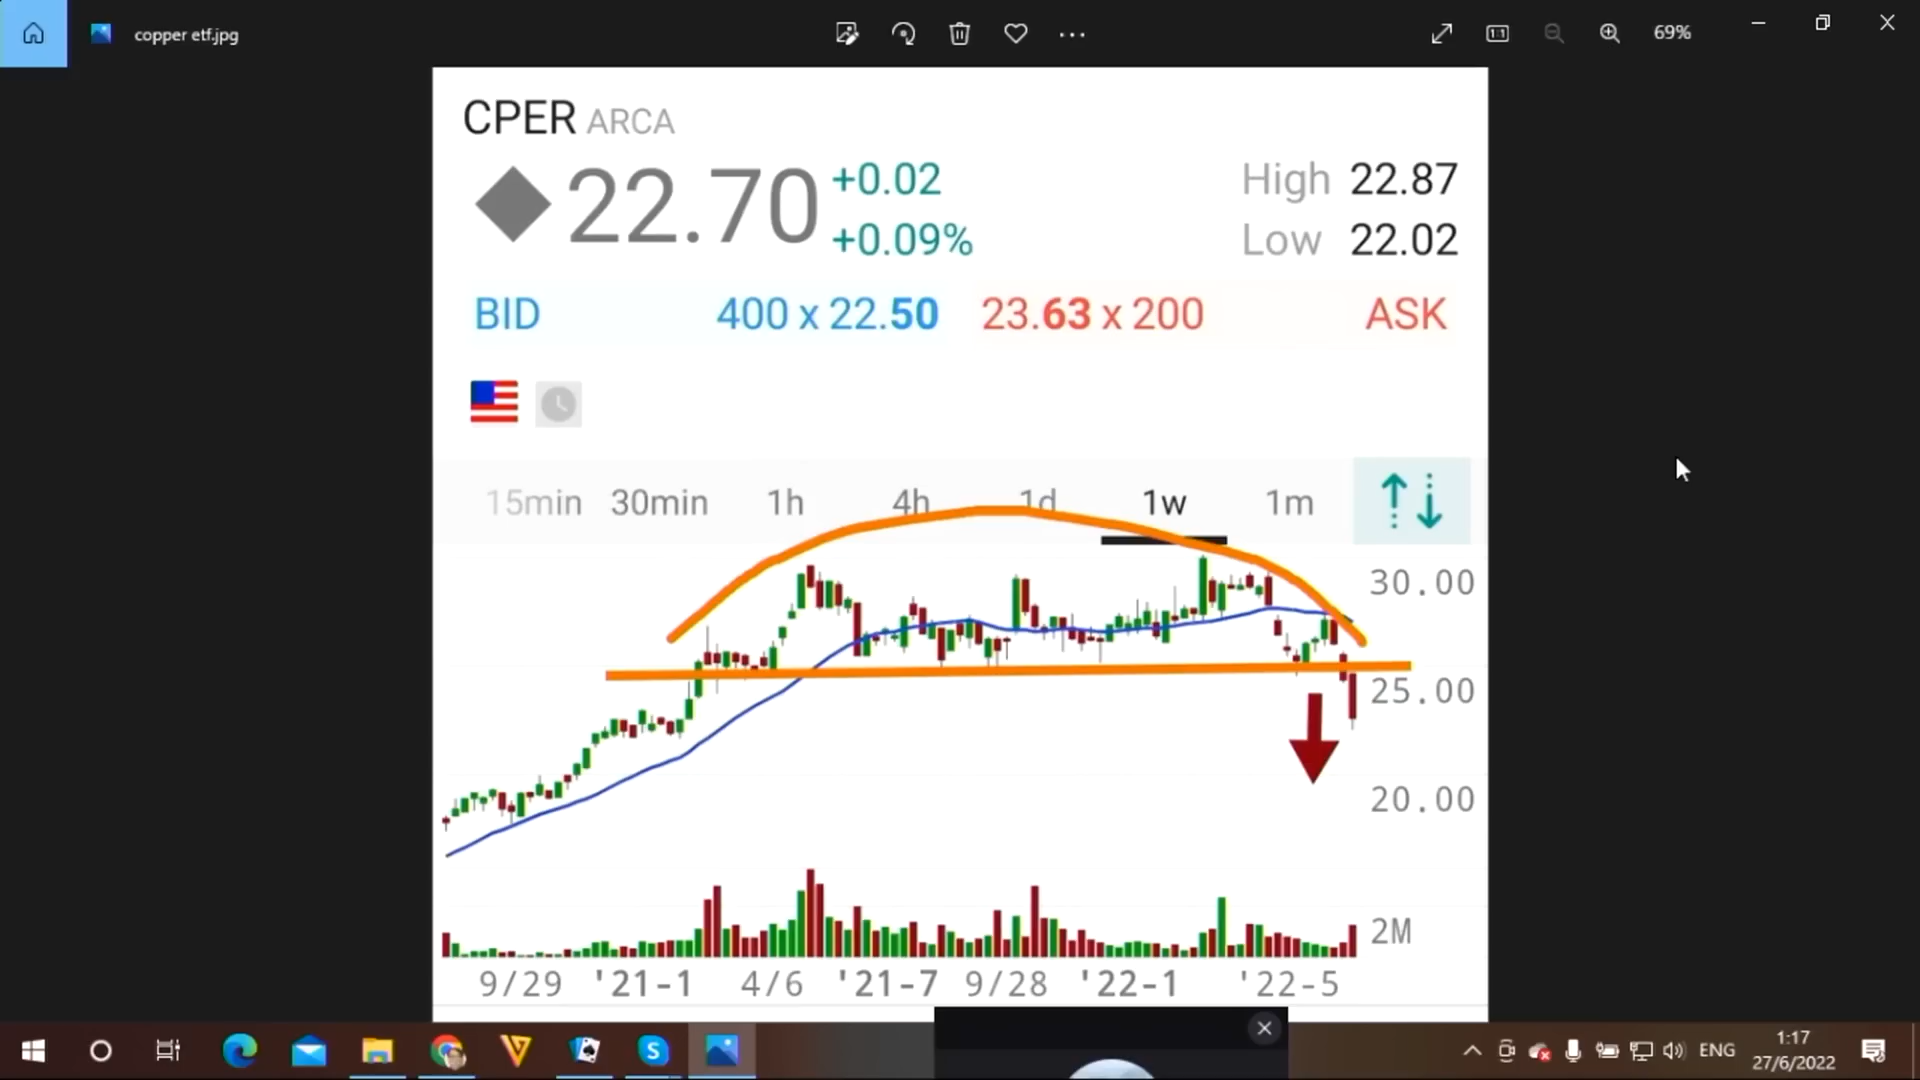 copper etf.jpg
69%
CPER ARCA
22.70
+0.02
+0.09%
High 22.87
Low 22.02
BID 400 x 22.50 23.63 x 200 ASK
15min 30min 1h 4h 1d 1w 1m
30.00
25.00
20.00
2M
9/29 '21-1 4/6 '21-7 9/28 '22-1 '22-5
ENG
1:17
27/6/2022